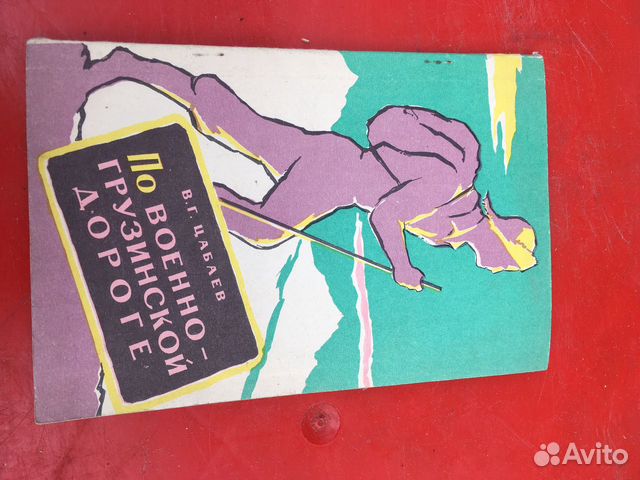 В. Г. ЦАБАЕВ
По ВОЕННО-
ГРУЗИНСКОЙ
ДОРОГЕ
Avito